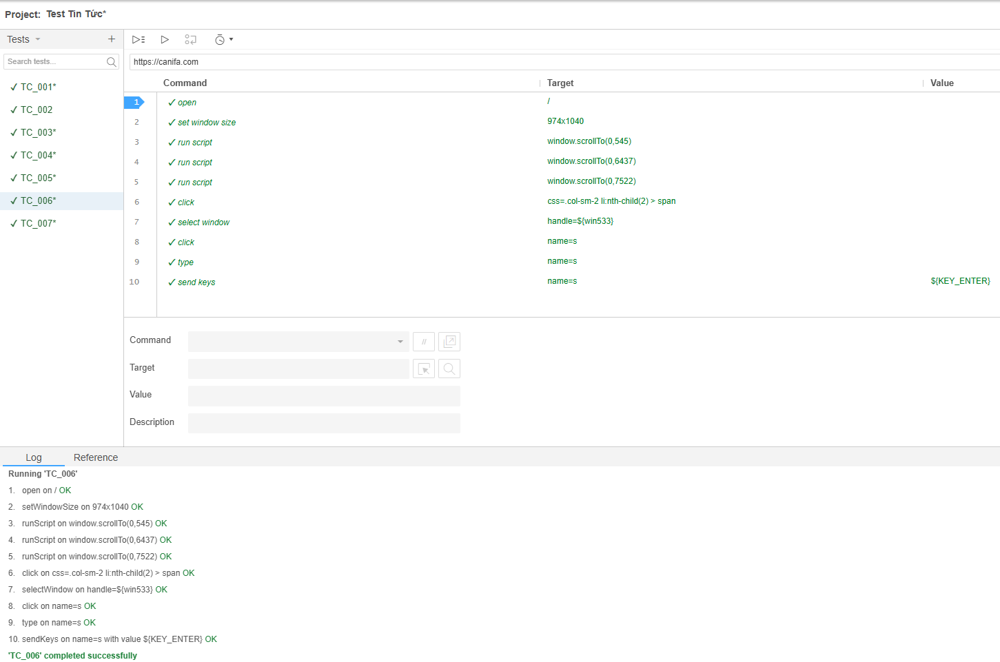 Project: Test Tin Tức*
Tests
Search tests...
https://canifa.com
TC_001*
TC_002
TC_003*
TC_004*
TC_005*
TC_006*
TC_007*
Command Target Value
1 open /
2 set window size 974x1040
3 run script window.scrollTo(0,545)
4 run script window.scrollTo(0,6437)
5 run script window.scrollTo(0,7522)
6 click css=.col-sm-2 li:nth-child(2) > span
7 select window handle=${win533}
8 click name=s
9 type name=s
10 send keys name=s ${KEY_ENTER}
Command //
Target
Value
Description
Log Reference
Running 'TC_006'
1. open on / OK
2. setWindowSize on 974x1040 OK
3. runScript on window.scrollTo(0,545) OK
4. runScript on window.scrollTo(0,6437) OK
5. runScript on window.scrollTo(0,7522) OK
6. click on css=.col-sm-2 li:nth-child(2) > span OK
7. selectWindow on handle=${win533} OK
8. click on name=s OK
9. type on name=s OK
10. sendKeys on name=s with value ${KEY_ENTER} OK
'TC_006' completed successfully